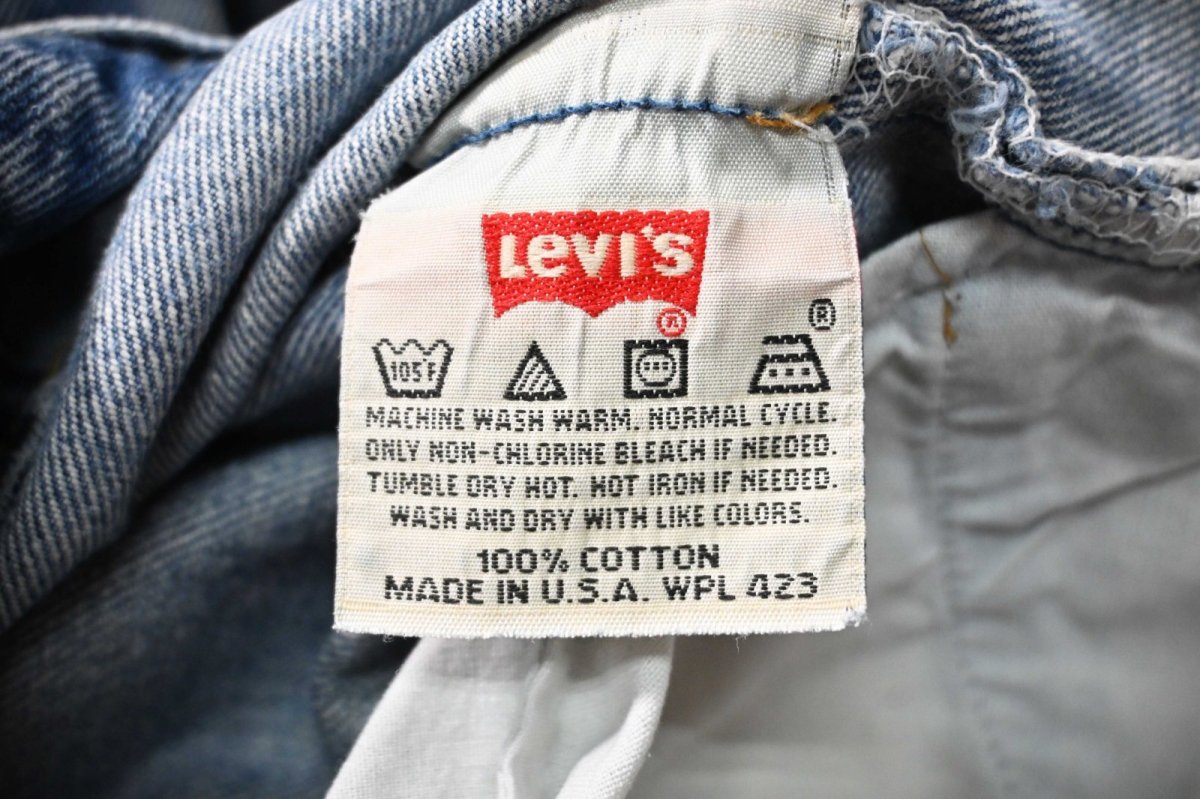 Levi's
®
®
105F
MACHINE WASH WARM. NORMAL CYCLE.
ONLY NON-CHLORINE BLEACH IF NEEDED.
TUMBLE DRY HOT. HOT IRON IF NEEDED.
WASH AND DRY WITH LIKE COLORS.
100% COTTON
MADE IN U.S.A. WPL 423